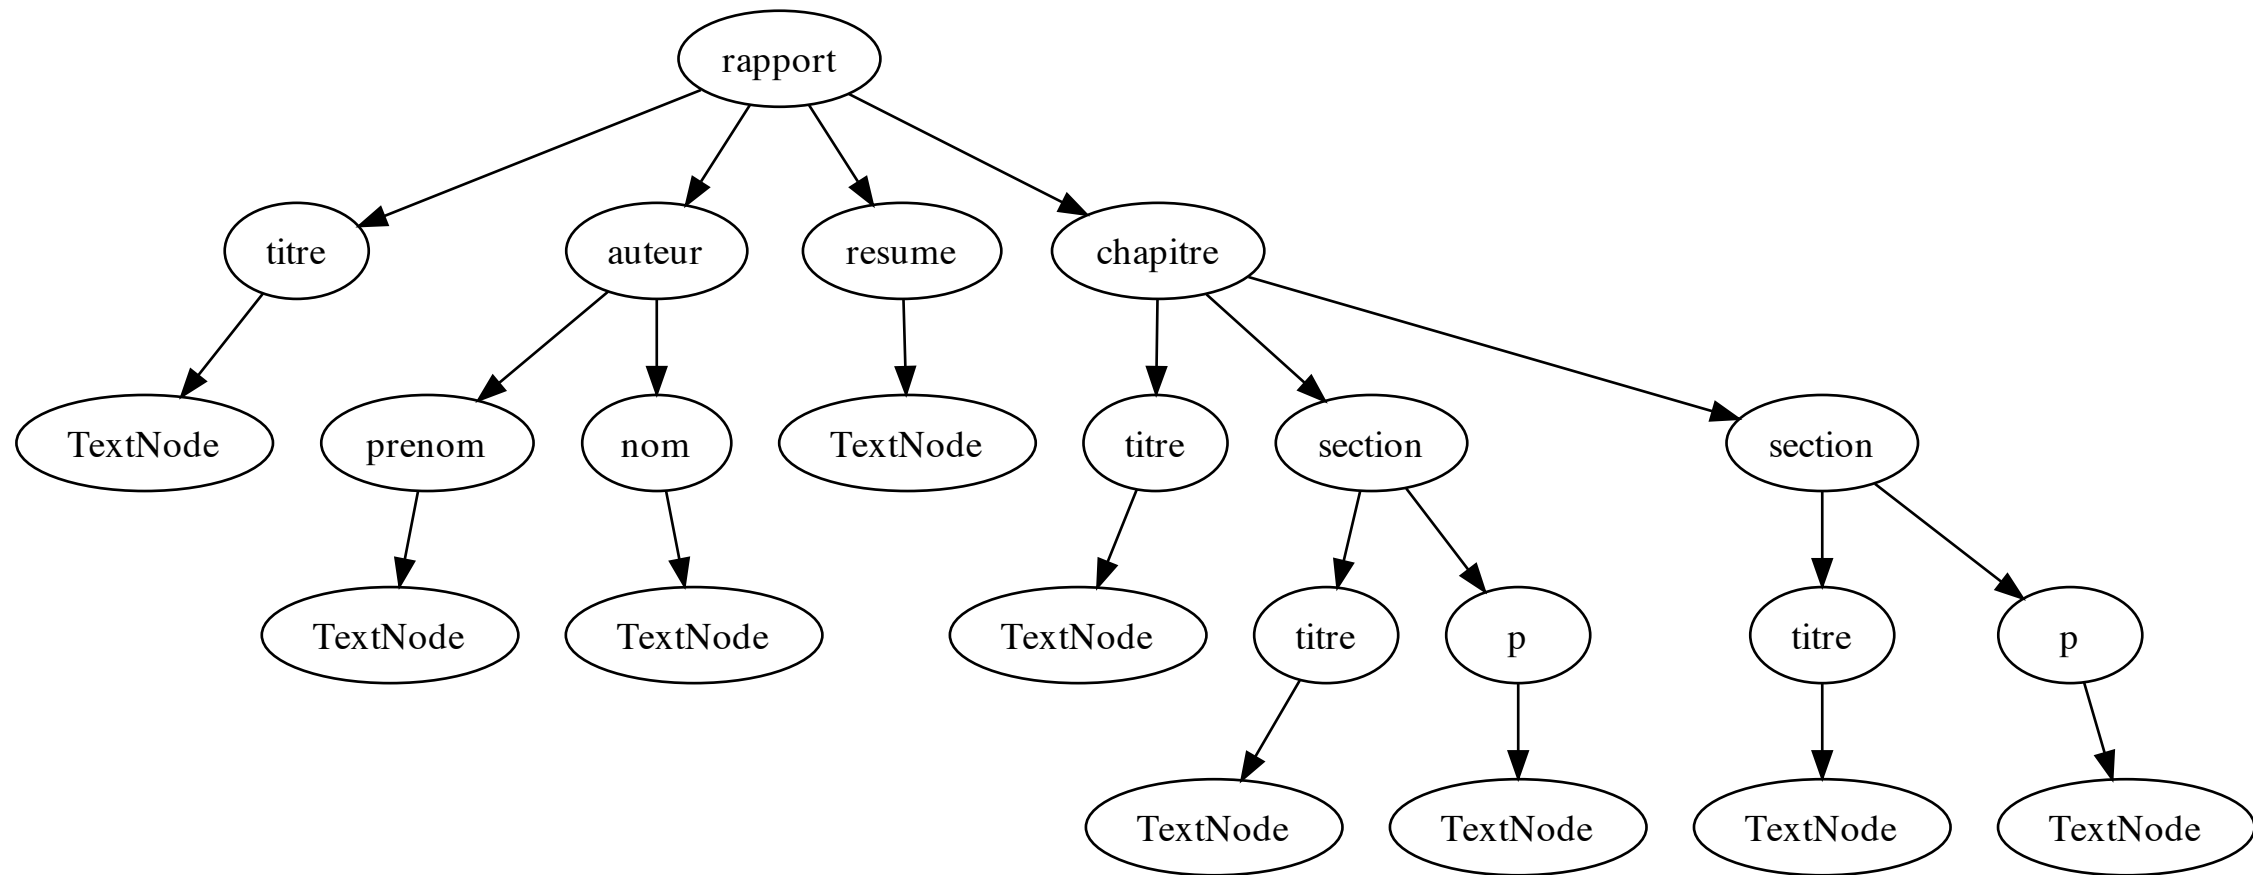 rapport
titre
auteur
resume
chapitre
TextNode
prenom
nom
TextNode
titre
section
section
TextNode
TextNode
TextNode
titre
p
titre
p
TextNode
TextNode
TextNode
TextNode